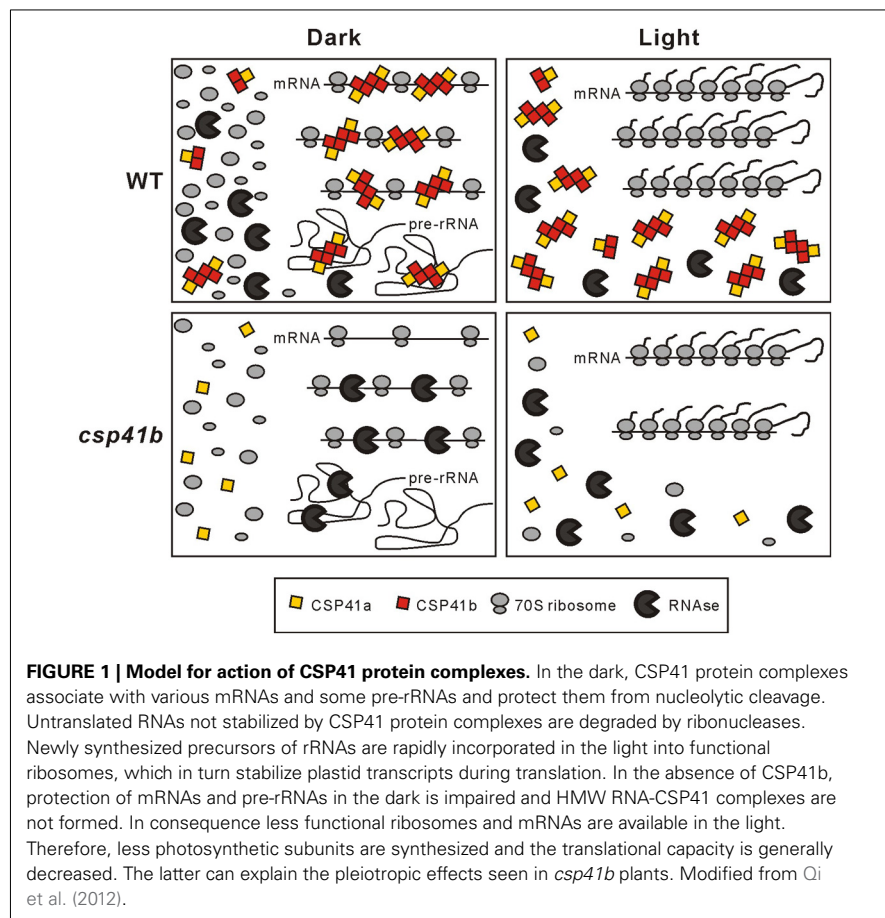 Dark
Light
WT
mRNA
pre-rRNA
mRNA
csp41b
mRNA
pre-rRNA
mRNA
CSP41a
CSP41b
70S ribosome
RNAse
FIGURE 1 | Model for action of CSP41 protein complexes. In the dark, CSP41 protein complexes
associate with various mRNAs and some pre-rRNAs and protect them from nucleolytic cleavage.
Untranslated RNAs not stabilized by CSP41 protein complexes are degraded by ribonucleases.
Newly synthesized precursors of rRNAs are rapidly incorporated in the light into functional
ribosomes, which in turn stabilize plastid transcripts during translation. In the absence of CSP41b,
protection of mRNAs and pre-rRNAs in the dark is impaired and HMW RNA-CSP41 complexes are
not formed. In consequence less functional ribosomes and mRNAs are available in the light.
Therefore, less photosynthetic subunits are synthesized and the translational capacity is generally
decreased. The latter can explain the pleiotropic effects seen in csp41b plants. Modified from Qi
et al. (2012).